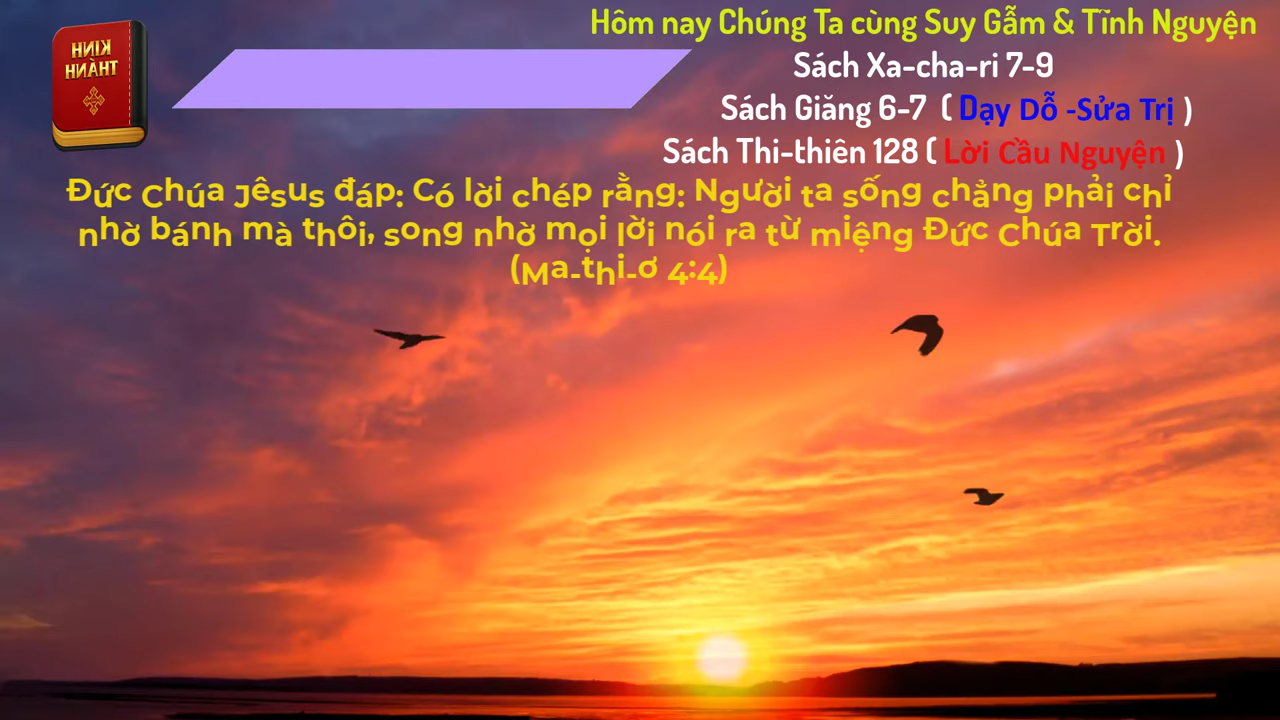 Hôm nay Chúng Ta cùng Suy Gẫm & Tĩnh Nguyện
KINH
THÁNH
Sách Xa-cha-ri 7-9
Sách Giăng 6-7 ( Dạy Dỗ -Sửa Trị )
Sách Thi-thiên 128 ( Lời Cầu Nguyện )
Đức Chúa Jêsus đáp: Có lời chép rằng: Người ta sống chẳng phải chỉ
nhờ bánh mà thôi, song nhờ mọi lời nói ra từ miệng Đức Chúa Trời.
(Ma-thi-ơ 4:4)